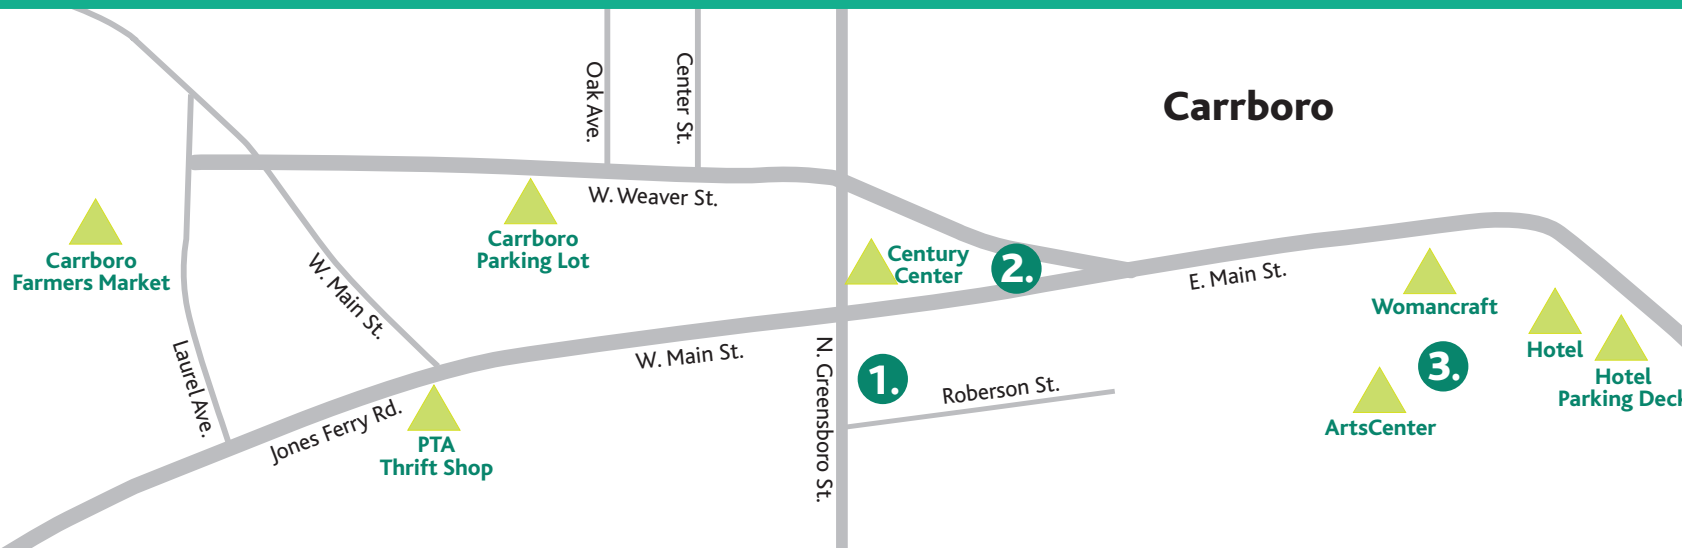 Oak Ave.
Center St.
Carrboro
W. Weaver St.
Carrboro
Parking Lot
Carrboro
Farmers Market
W. Main St.
Century
Center
2.
E. Main St.
Womancraft
Hotel
Hotel
Parking Deck
3.
ArtsCenter
Laurel Ave.
Jones Ferry Rd.
PTA
Thrift Shop
W. Main St.
N. Greensboro St.
1.
Roberson St.